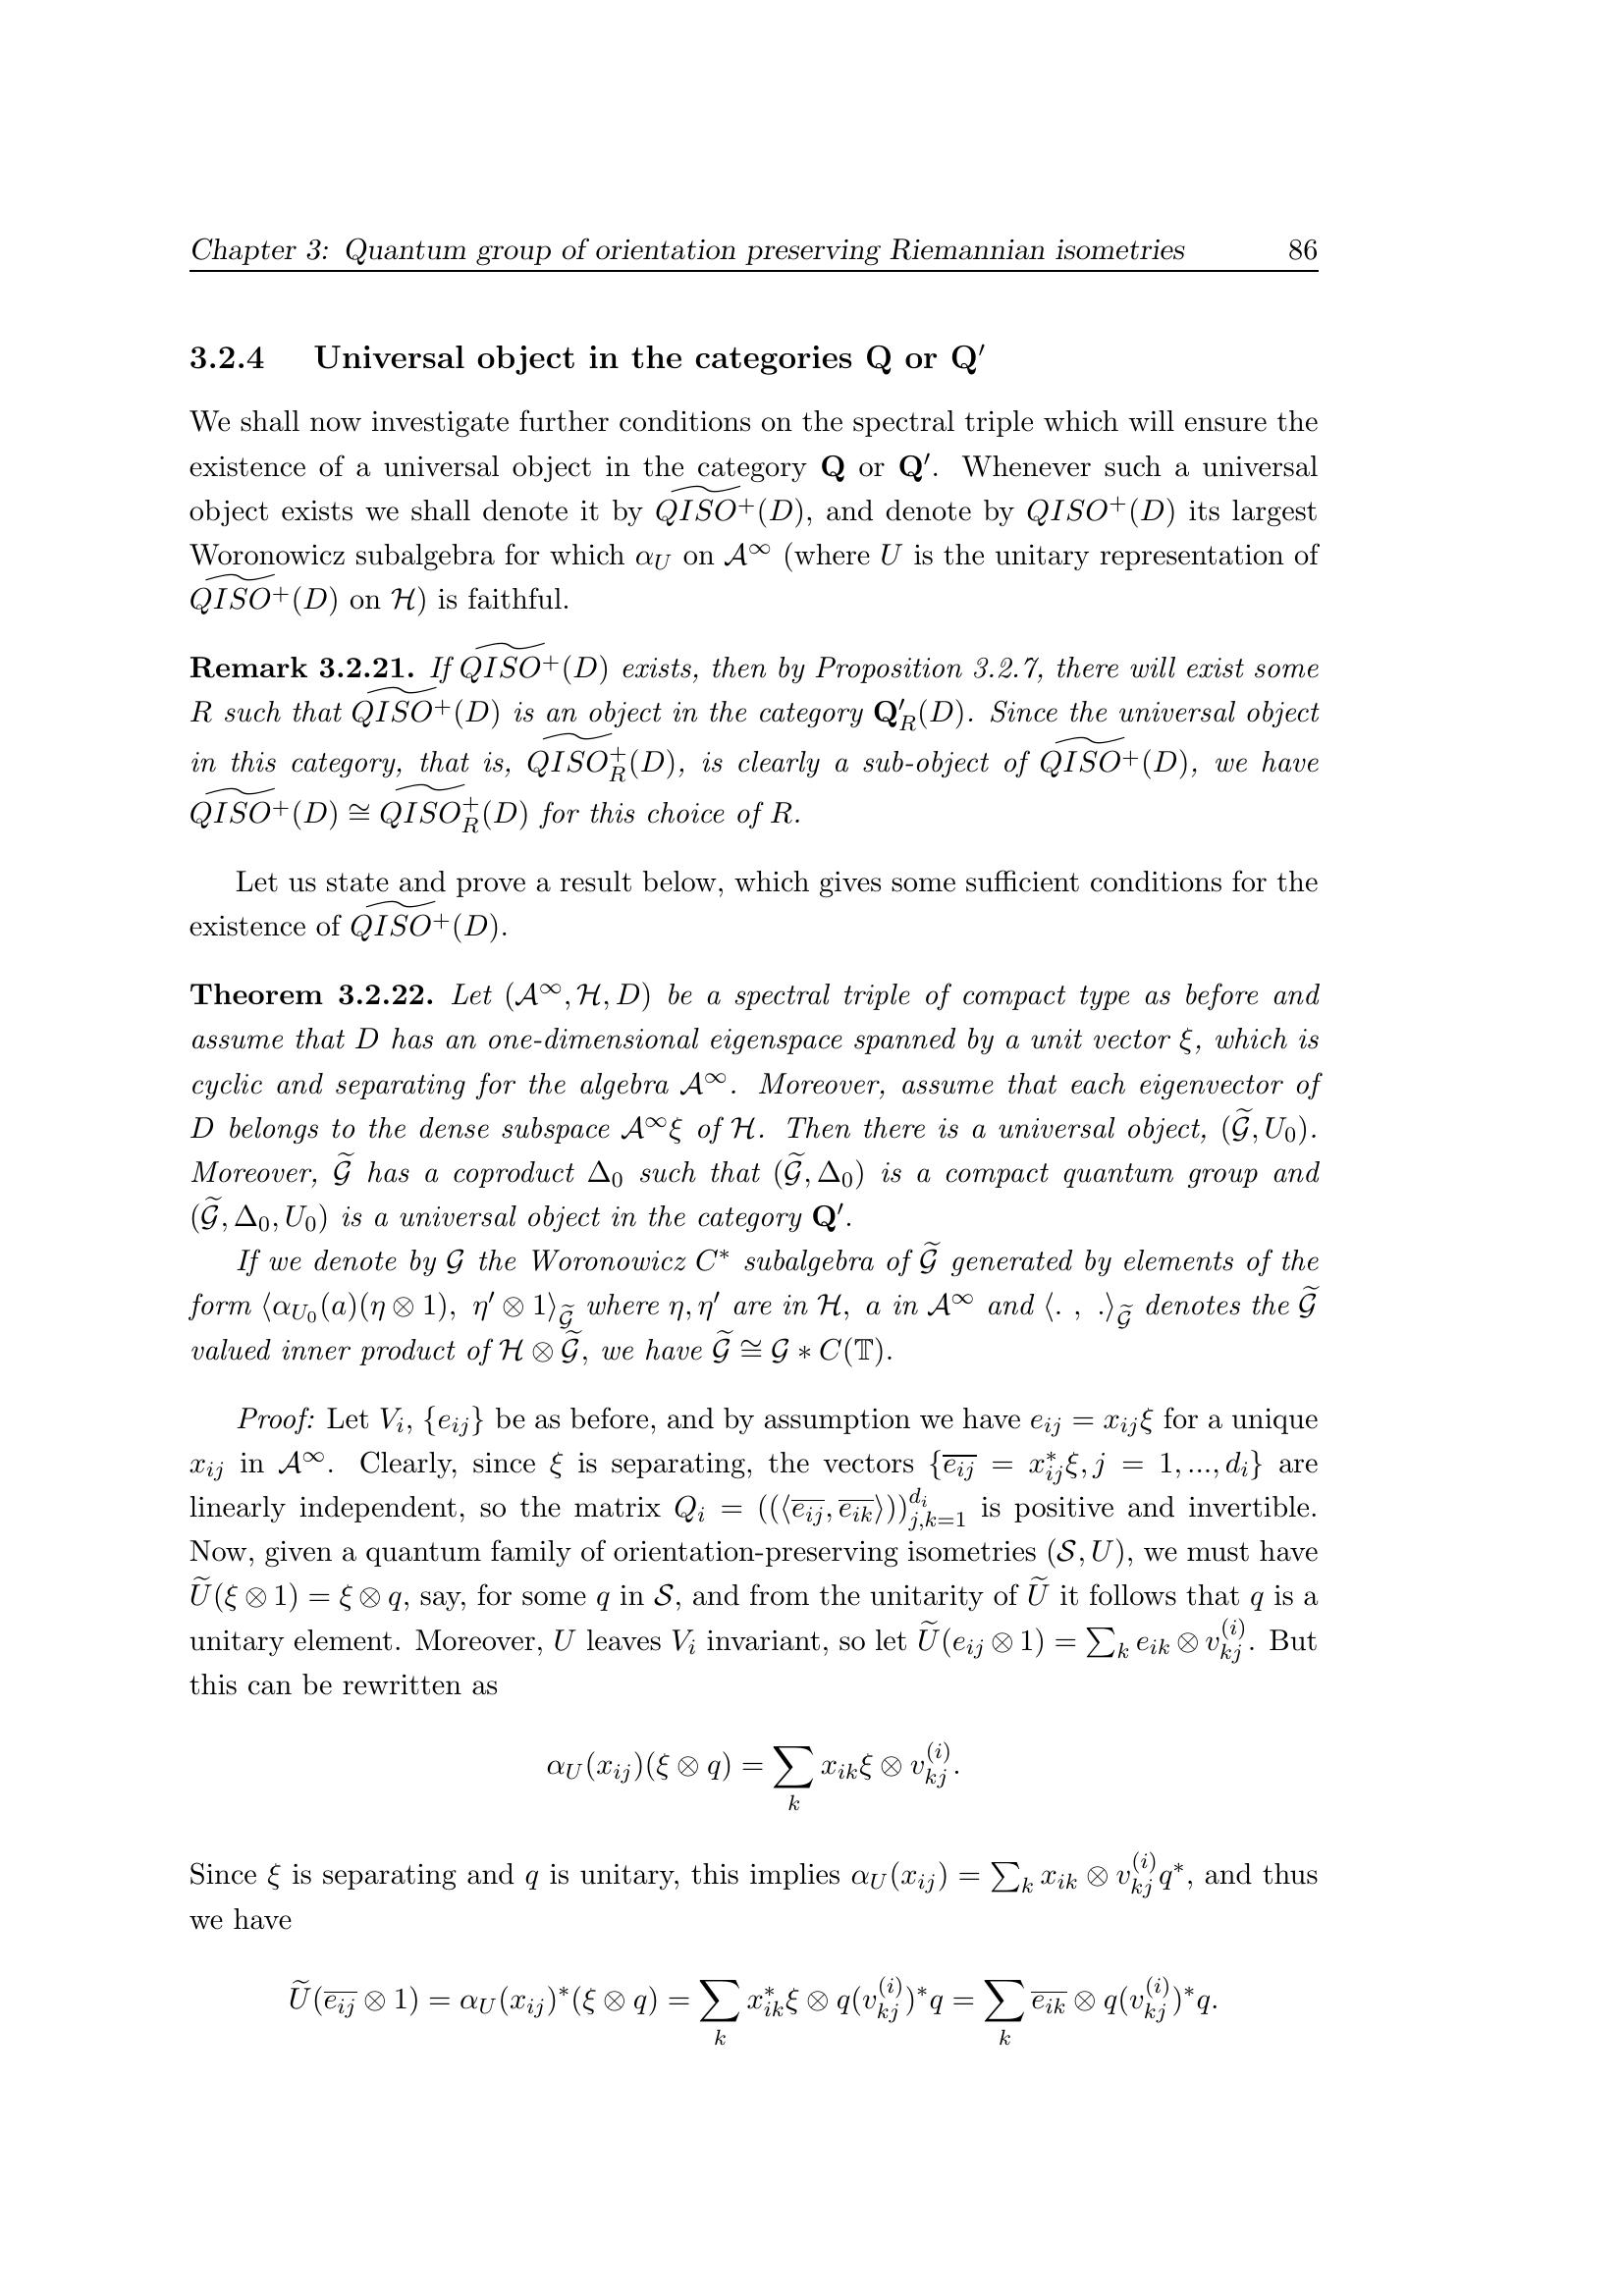 Chapter 3: Quantum group of orientation preserving Riemannian isometries 86
3.2.4 Universal object in the categories Q or Q′
We shall now investigate further conditions on the spectral triple which will ensure the
existence of a universal object in the category $\mathbf{Q}$ or $\mathbf{Q}'$. Whenever such a universal
object exists we shall denote it by $\widetilde{QISO^+}(D)$, and denote by $QISO^+(D)$ its largest
Woronowicz subalgebra for which $\alpha_U$ on $\mathcal{A}^\infty$ (where $U$ is the unitary representation of
$\widetilde{QISO^+}(D)$ on $\mathcal{H}$) is faithful.
Remark 3.2.21. If $\widetilde{QISO^+}(D)$ exists, then by Proposition 3.2.7, there will exist some
$R$ such that $\widetilde{QISO^+}(D)$ is an object in the category $\mathbf{Q}'_R(D)$. Since the universal object
in this category, that is, $\widetilde{QISO^+_R}(D)$, is clearly a sub-object of $\widetilde{QISO^+}(D)$, we have
$\widetilde{QISO^+}(D) \cong \widetilde{QISO^+_R}(D)$ for this choice of $R$.
Let us state and prove a result below, which gives some sufficient conditions for the
existence of $\widetilde{QISO^+}(D)$.
Theorem 3.2.22. Let $(\mathcal{A}^\infty, \mathcal{H}, D)$ be a spectral triple of compact type as before and
assume that $D$ has an one-dimensional eigenspace spanned by a unit vector $\xi$, which is
cyclic and separating for the algebra $\mathcal{A}^\infty$. Moreover, assume that each eigenvector of
$D$ belongs to the dense subspace $\mathcal{A}^\infty\xi$ of $\mathcal{H}$. Then there is a universal object, $(\widetilde{\mathcal{G}}, U_0)$.
Moreover, $\widetilde{\mathcal{G}}$ has a coproduct $\Delta_0$ such that $(\widetilde{\mathcal{G}}, \Delta_0)$ is a compact quantum group and
$(\widetilde{\mathcal{G}}, \Delta_0, U_0)$ is a universal object in the category $\mathbf{Q}'$.
If we denote by $\mathcal{G}$ the Woronowicz $C^*$ subalgebra of $\widetilde{\mathcal{G}}$ generated by elements of the
form $\langle \alpha_{U_0}(a)(\eta \otimes 1), \eta' \otimes 1 \rangle_{\widetilde{\mathcal{G}}}$ where $\eta, \eta'$ are in $\mathcal{H}$, $a$ in $\mathcal{A}^\infty$ and $\langle . , . \rangle_{\widetilde{\mathcal{G}}}$ denotes the $\widetilde{\mathcal{G}}$
valued inner product of $\mathcal{H} \otimes \widetilde{\mathcal{G}}$, we have $\widetilde{\mathcal{G}} \cong \mathcal{G} * C(\mathbb{T})$.
Proof: Let $V_i$, $\{e_{ij}\}$ be as before, and by assumption we have $e_{ij} = x_{ij}\xi$ for a unique
$x_{ij}$ in $\mathcal{A}^\infty$. Clearly, since $\xi$ is separating, the vectors $\{\overline{e_{ij}} = x_{ij}^*\xi, j = 1, ..., d_i\}$ are
linearly independent, so the matrix $Q_i = ((\langle \overline{e_{ij}}, \overline{e_{ik}} \rangle))_{j,k=1}^{d_i}$ is positive and invertible.
Now, given a quantum family of orientation-preserving isometries $(\mathcal{S}, U)$, we must have
$\widetilde{U}(\xi \otimes 1) = \xi \otimes q$, say, for some $q$ in $\mathcal{S}$, and from the unitarity of $\widetilde{U}$ it follows that $q$ is a
unitary element. Moreover, $U$ leaves $V_i$ invariant, so let $\widetilde{U}(e_{ij} \otimes 1) = \sum_k e_{ik} \otimes v_{kj}^{(i)}$. But
this can be rewritten as
$$\alpha_U(x_{ij})(\xi \otimes q) = \sum_k x_{ik}\xi \otimes v_{kj}^{(i)}.$$
Since $\xi$ is separating and $q$ is unitary, this implies $\alpha_U(x_{ij}) = \sum_k x_{ik} \otimes v_{kj}^{(i)} q^*$, and thus
we have
$$\widetilde{U}(\overline{e_{ij}} \otimes 1) = \alpha_U(x_{ij})^*(\xi \otimes q) = \sum_k x_{ik}^*\xi \otimes q(v_{kj}^{(i)})^* q = \sum_k \overline{e_{ik}} \otimes q(v_{kj}^{(i)})^* q.$$